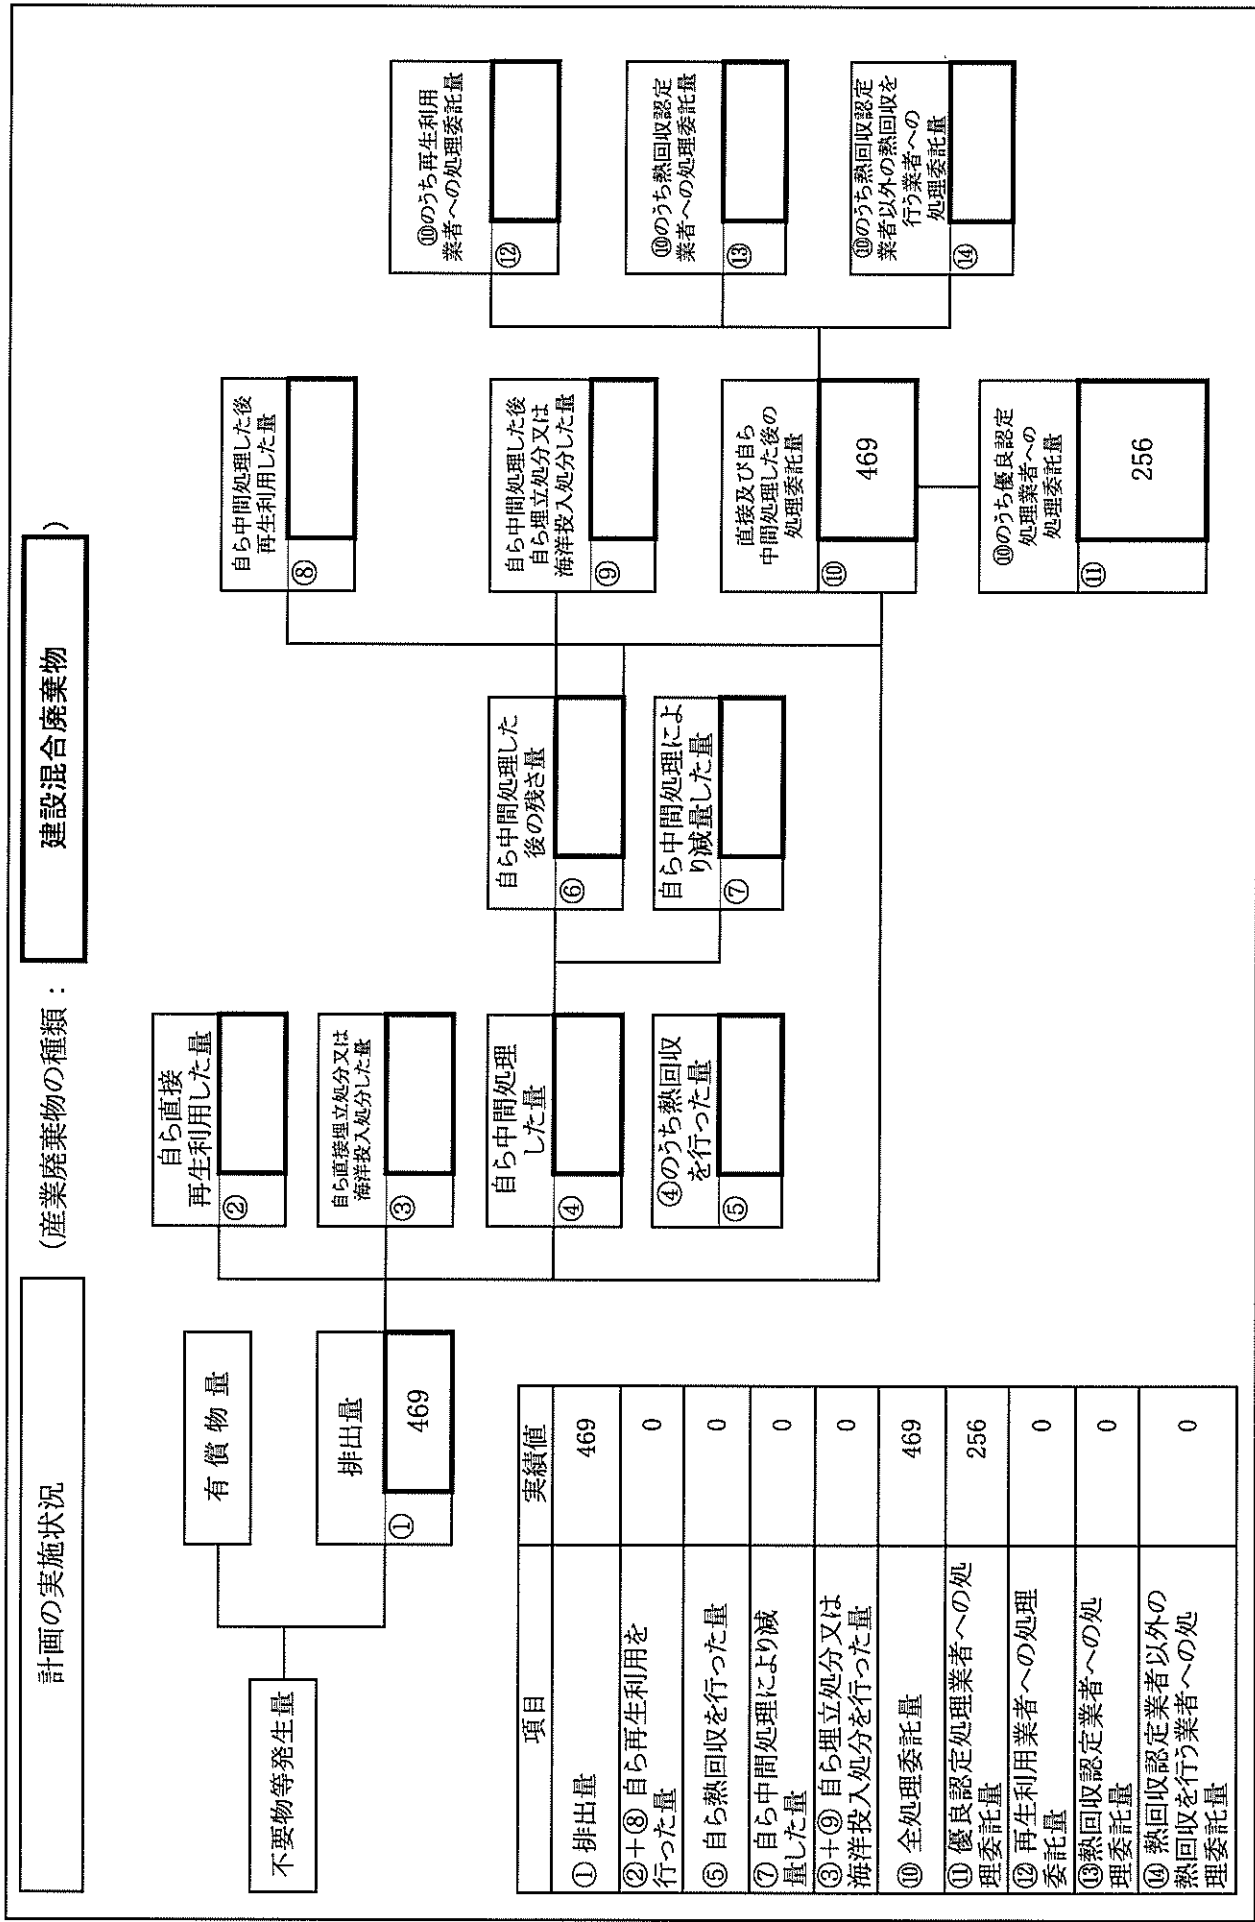 計画の実施状況
(産業廃棄物の種類：
建設混合廃棄物
)
不要物等発生量
有償物量
排出量
①
469
自ら直接
再生利用した量
②
自ら直接埋立処分又は
海洋投入処分した量
③
自ら中間処理
した量
④
④のうち熱回収
を行った量
⑤
自ら中間処理した
後の残さ量
⑥
自ら中間処理によ
り減量した量
⑦
自ら中間処理した後
再生利用した量
⑧
自ら中間処理した後
自ら埋立処分又は
海洋投入処分した量
⑨
直接及び自ら
中間処理した後の
処理委託量
⑩
469
⑩のうち優良認定
処理業者への
処理委託量
⑪
256
⑩のうち再生利用
業者への処理委託量
⑫
⑩のうち熱回収認定
業者への処理委託量
⑬
⑩のうち熱回収認定
業者以外の熱回収を
行う業者への
処理委託量
⑭
項目 実績値
① 排出量 469
②+⑧ 自ら再生利用を
行った量 0
⑤ 自ら熱回収を行った量 0
⑦ 自ら中間処理により減
量した量 0
③+⑨ 自ら埋立処分又は
海洋投入処分を行った量 0
⑩ 全処理委託量 469
⑪ 優良認定処理業者への処
理委託量 256
⑫ 再生利用業者への処理
委託量 0
⑬熱回収認定業者への処
理委託量 0
⑭ 熱回収認定業者以外の
熱回収を行う業者への処
理委託量 0